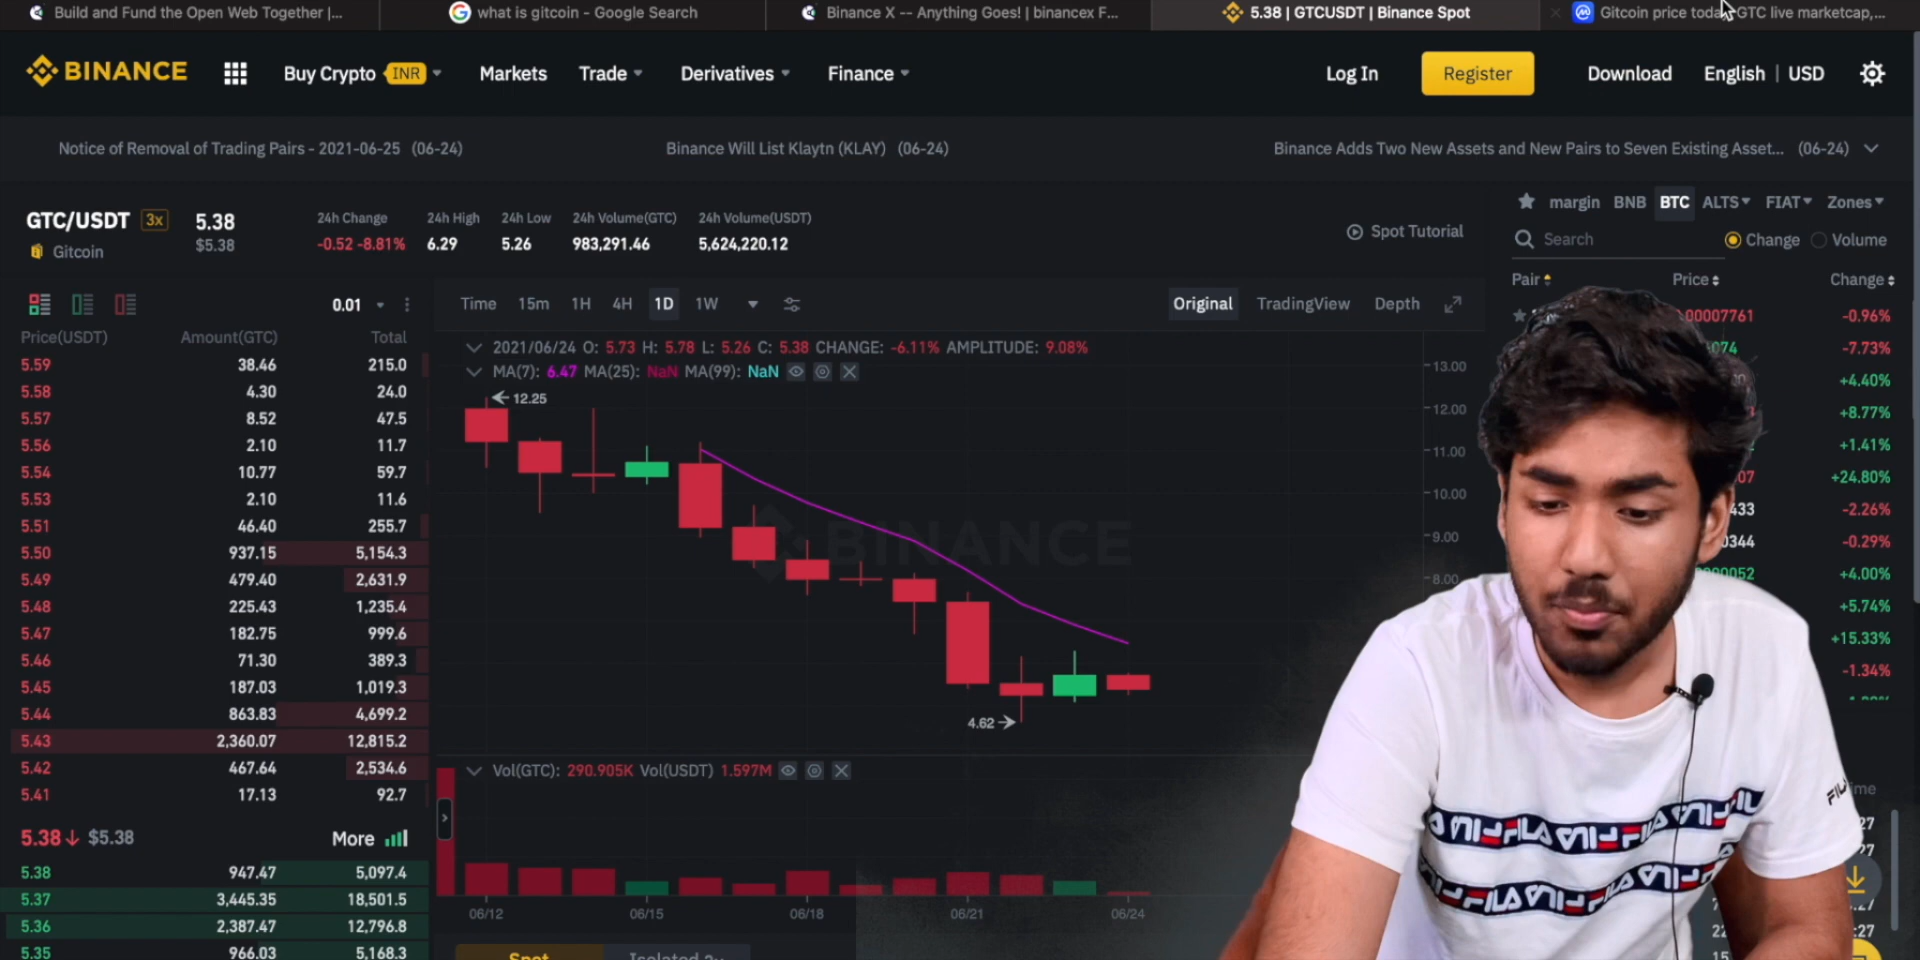 Build and Fund the Open Web Together |...
what is gitcoin - Google Search
Binance X -- Anything Goes! | binancex F...
5.38 | GTCUSDT | Binance Spot
Gitcoin price today, GTC live marketcap,...
BINANCE
Buy Crypto INR
Markets
Trade
Derivatives
Finance
Log In
Register
Download
English | USD
Notice of Removal of Trading Pairs - 2021-06-25 (06-24)
Binance Will List Klaytn (KLAY) (06-24)
Binance Adds Two New Assets and New Pairs to Seven Existing Asset... (06-24)
GTC/USDT 3x
Gitcoin
5.38
$5.38
24h Change
-0.52 -8.81%
24h High
6.29
24h Low
5.26
24h Volume(GTC)
983,291.46
24h Volume(USDT)
5,624,220.12
Spot Tutorial
margin BNB BTC ALTS FIAT Zones
Search
Change
Volume
Pair Price Change
0.01
Price(USDT) Amount(GTC) Total
5.59 38.46 215.0
5.58 4.30 24.0
5.57 8.52 47.5
5.56 2.10 11.7
5.54 10.77 59.7
5.53 2.10 11.6
5.51 46.40 255.7
5.50 937.15 5,154.3
5.49 479.40 2,631.9
5.48 225.43 1,235.4
5.47 182.75 999.6
5.46 71.30 389.3
5.45 187.03 1,019.3
5.44 863.83 4,699.2
5.43 2,360.07 12,815.2
5.42 467.64 2,534.6
5.41 17.13 92.7
5.38 $5.38 More
5.38 947.47 5,097.4
5.37 3,445.35 18,501.5
5.36 2,387.47 12,796.8
5.35 966.03 5,168.3
Time 15m 1H 4H 1D 1W
Original TradingView Depth
2021/06/24 O: 5.73 H: 5.78 L: 5.26 C: 5.38 CHANGE: -6.11% AMPLITUDE: 9.08%
MA(7): 6.47 MA(25): NaN MA(99): NaN
12.25
BINANCE
4.62
13.00
12.00
11.00
10.00
9.00
8.00
Vol(GTC): 290.905K Vol(USDT) 1.597M
06/12 06/15 06/18 06/21 06/24
Spot
00007761 -0.96%
074 -7.73%
+4.40%
+8.77%
+1.41%
07 +24.80%
433 -2.26%
0344 -0.29%
0052 +4.00%
+5.74%
+15.33%
-1.34%
FILA
FILA
FILA